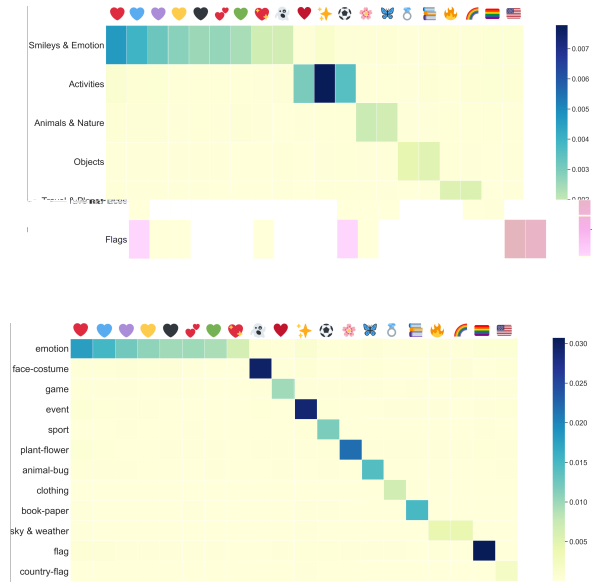 Smileys & Emotion
0.007
Activities
0.006
0.005
Animals & Nature
0.004
Objects
0.003
0.002
Flags
emotion
0.030
face-costume
game
0.025
event
sport
0.020
plant-flower
animal-bug
0.015
clothing
book-paper
0.010
sky & weather
flag
0.005
country-flag